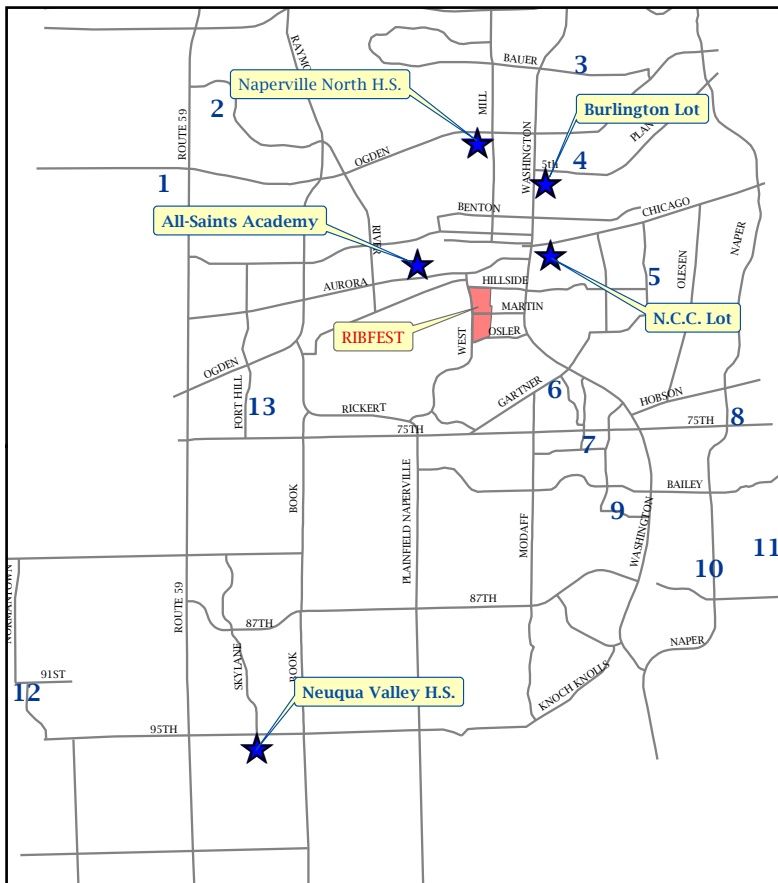 RAYMO
BAUER
3
Naperville North H.S.
MILL
2
Burlington Lot
PLAN
ROUTE 59
WASHINGTON
OGDEN
5th
4
1
BENTON
CHICAGO
All-Saints Academy
RIVER
NAPER
OLESEN
HILLSIDE
5
AURORA
MARTIN
N.C.C. Lot
RIBFEST
WEST
OSLER
OGDEN
FORT HILL
13
RICKERT
GARTNER
6
HOBSON
75TH
75TH
8
7
BAILEY
BOOK
PLAINFIELD NAPERVILLE
MODAFF
9
WASHINGTON
11
10
NORMANTOWN
ROUTE 59
87TH
87TH
NAPER
91ST
SKYLANE
BOOK
12
Neuqua Valley H.S.
KNOCH KNOLLS
95TH